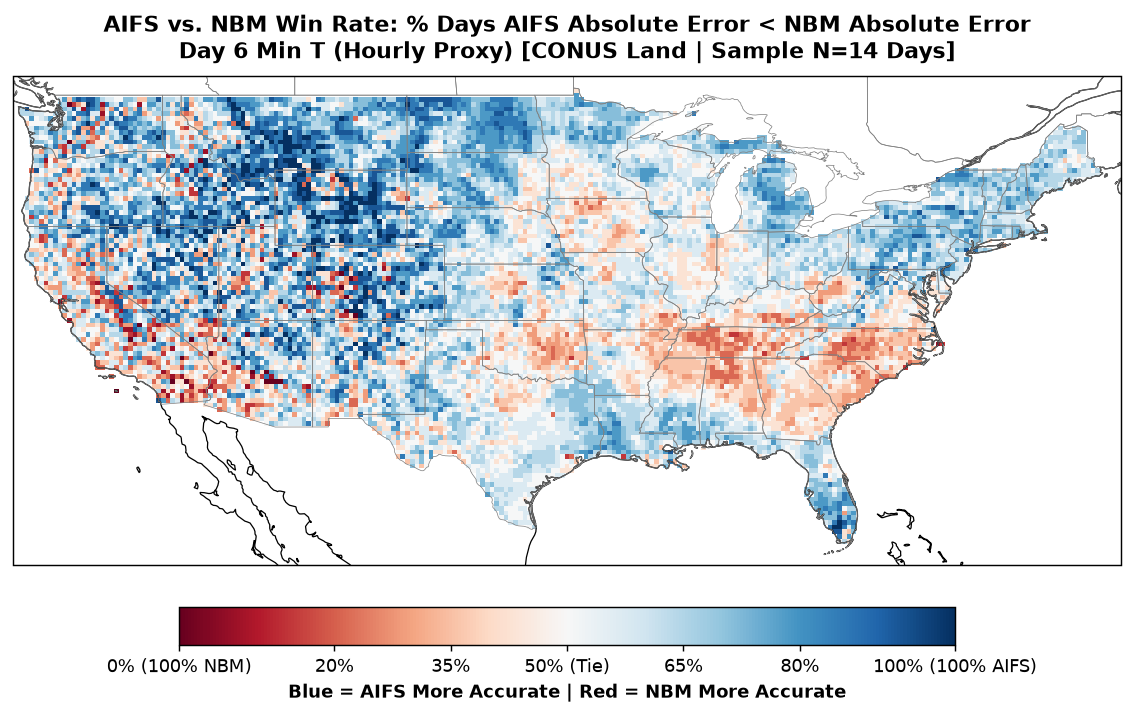 AIFS vs. NBM Win Rate: % Days AIFS Absolute Error < NBM Absolute Error
Day 6 Min T (Hourly Proxy) [CONUS Land | Sample N=14 Days]
0% (100% NBM) 20% 35% 50% (Tie) 65% 80% 100% (100% AIFS)
Blue = AIFS More Accurate | Red = NBM More Accurate